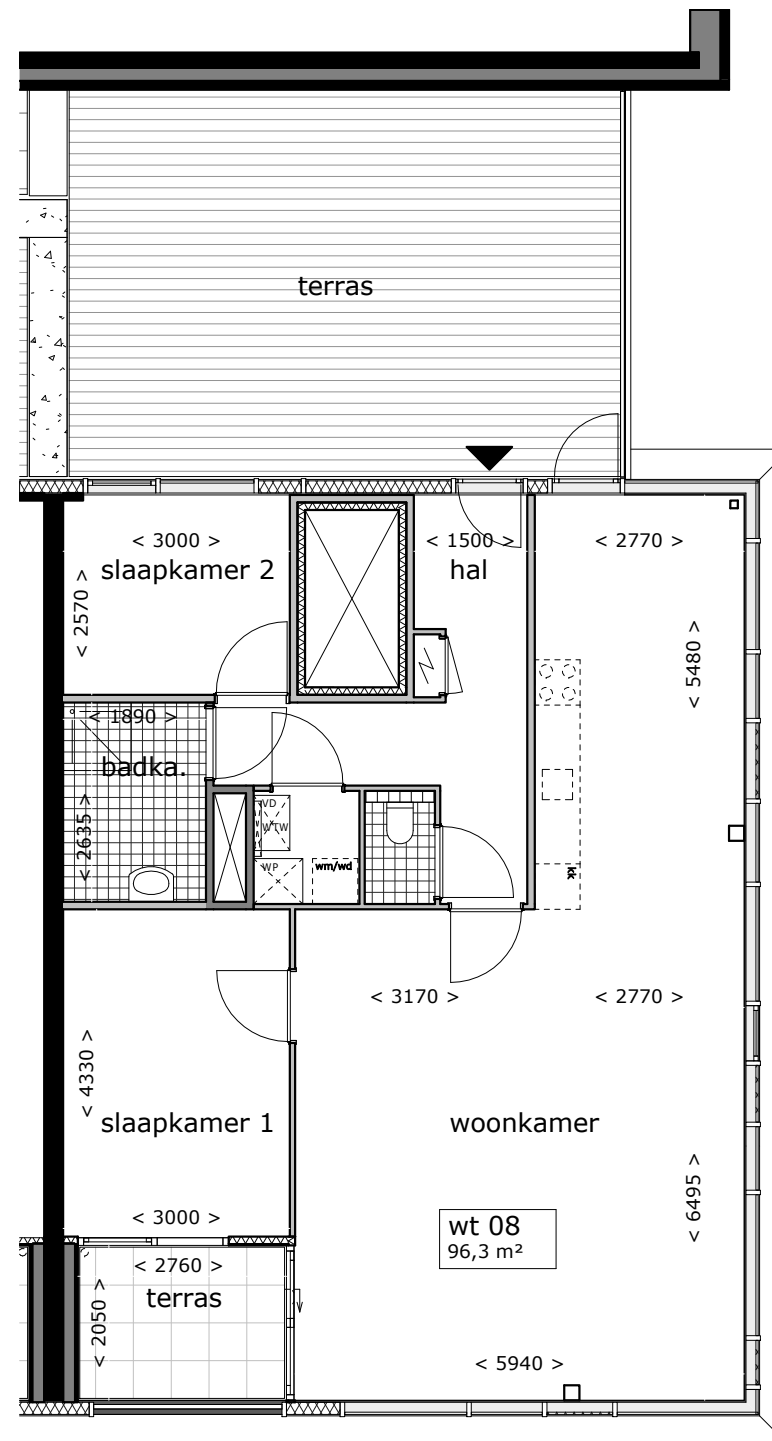 terras
< 3000 >
slaapkamer 2
< 2570 >
< 1500 >
hal
< 2770 >
< 5480 >
< 1890 >
badka.
< 2635 >
VD
WTW
WP
wm/wd
kk
< 3170 >
< 2770 >
< 4330 >
slaapkamer 1
woonkamer
< 6495 >
< 3000 >
wt 08
96,3 m²
< 2760 >
terras
< 2050 >
< 5940 >